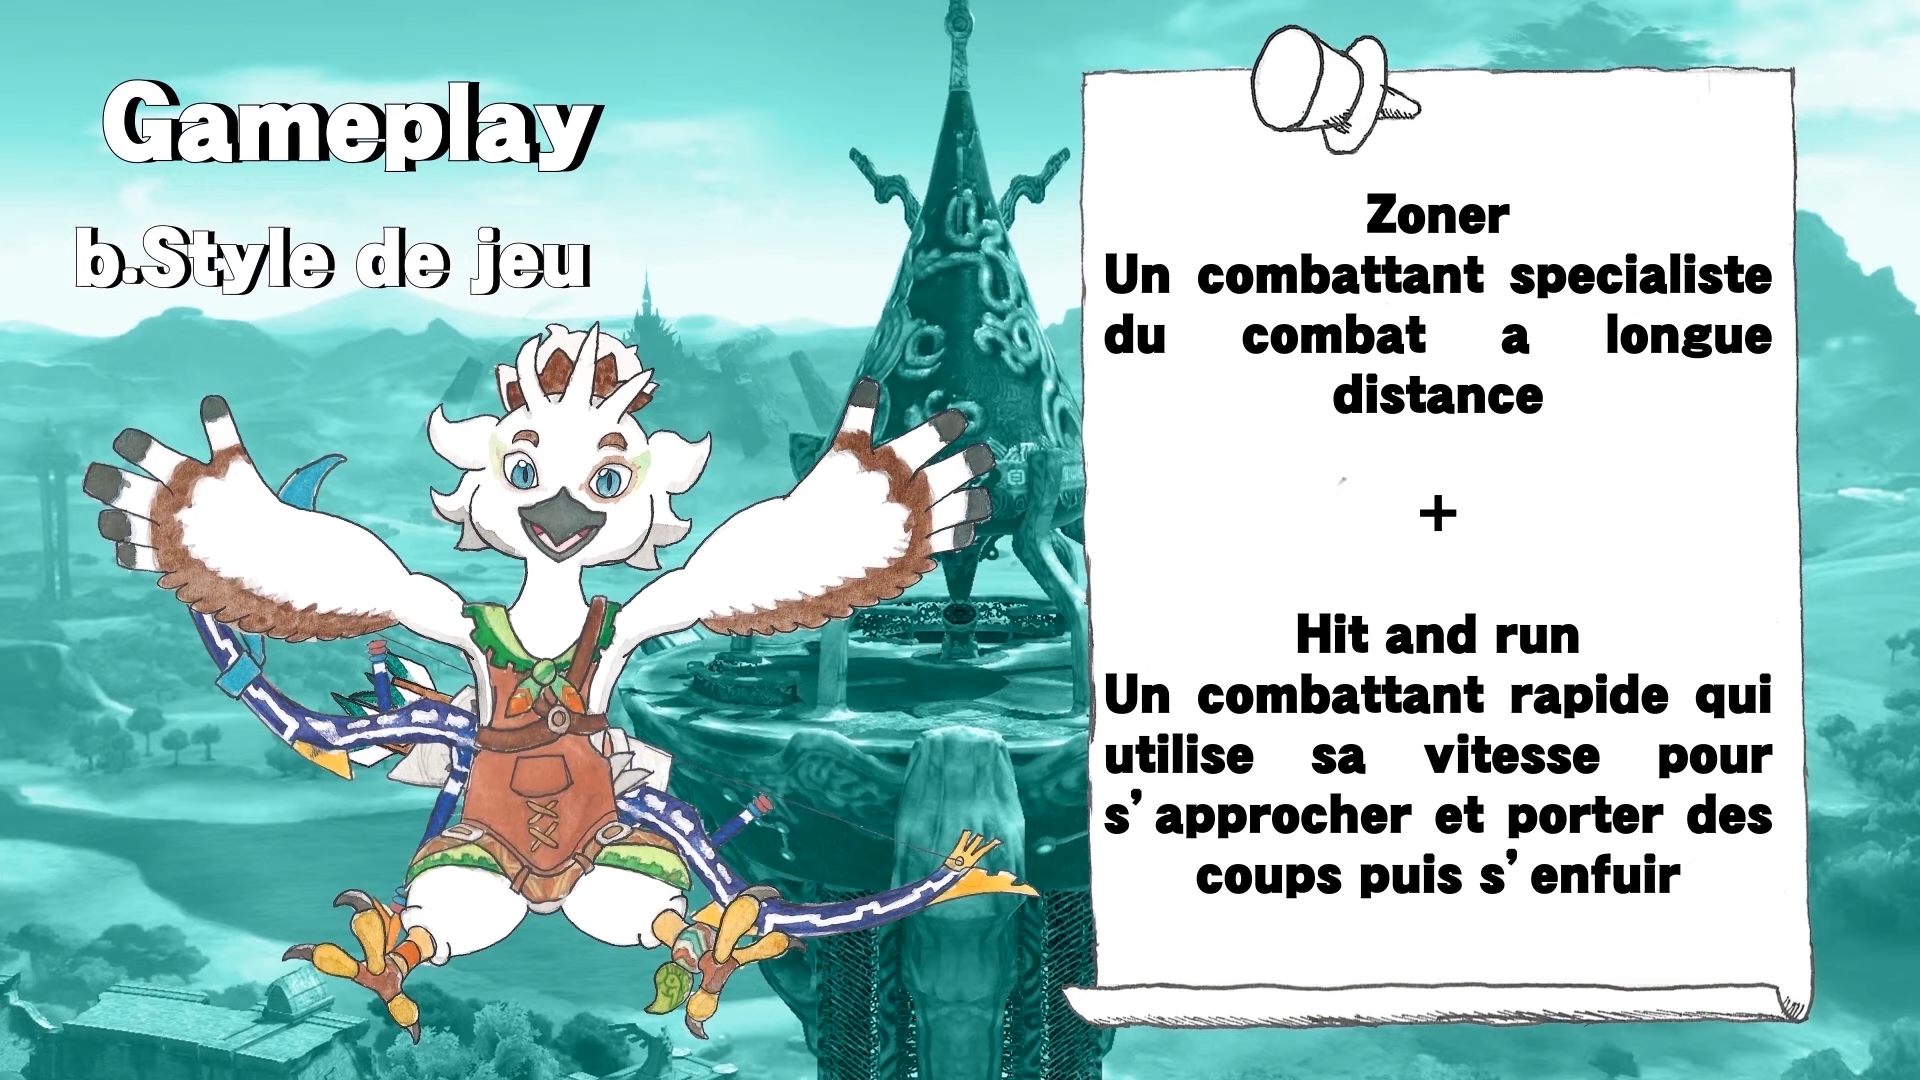 Gameplay
b.Style de jeu
Zoner
Un combattant specialiste
du combat a longue
distance
+
Hit and run
Un combattant rapide qui
utilise sa vitesse pour
s’approcher et porter des
coups puis s’enfuir